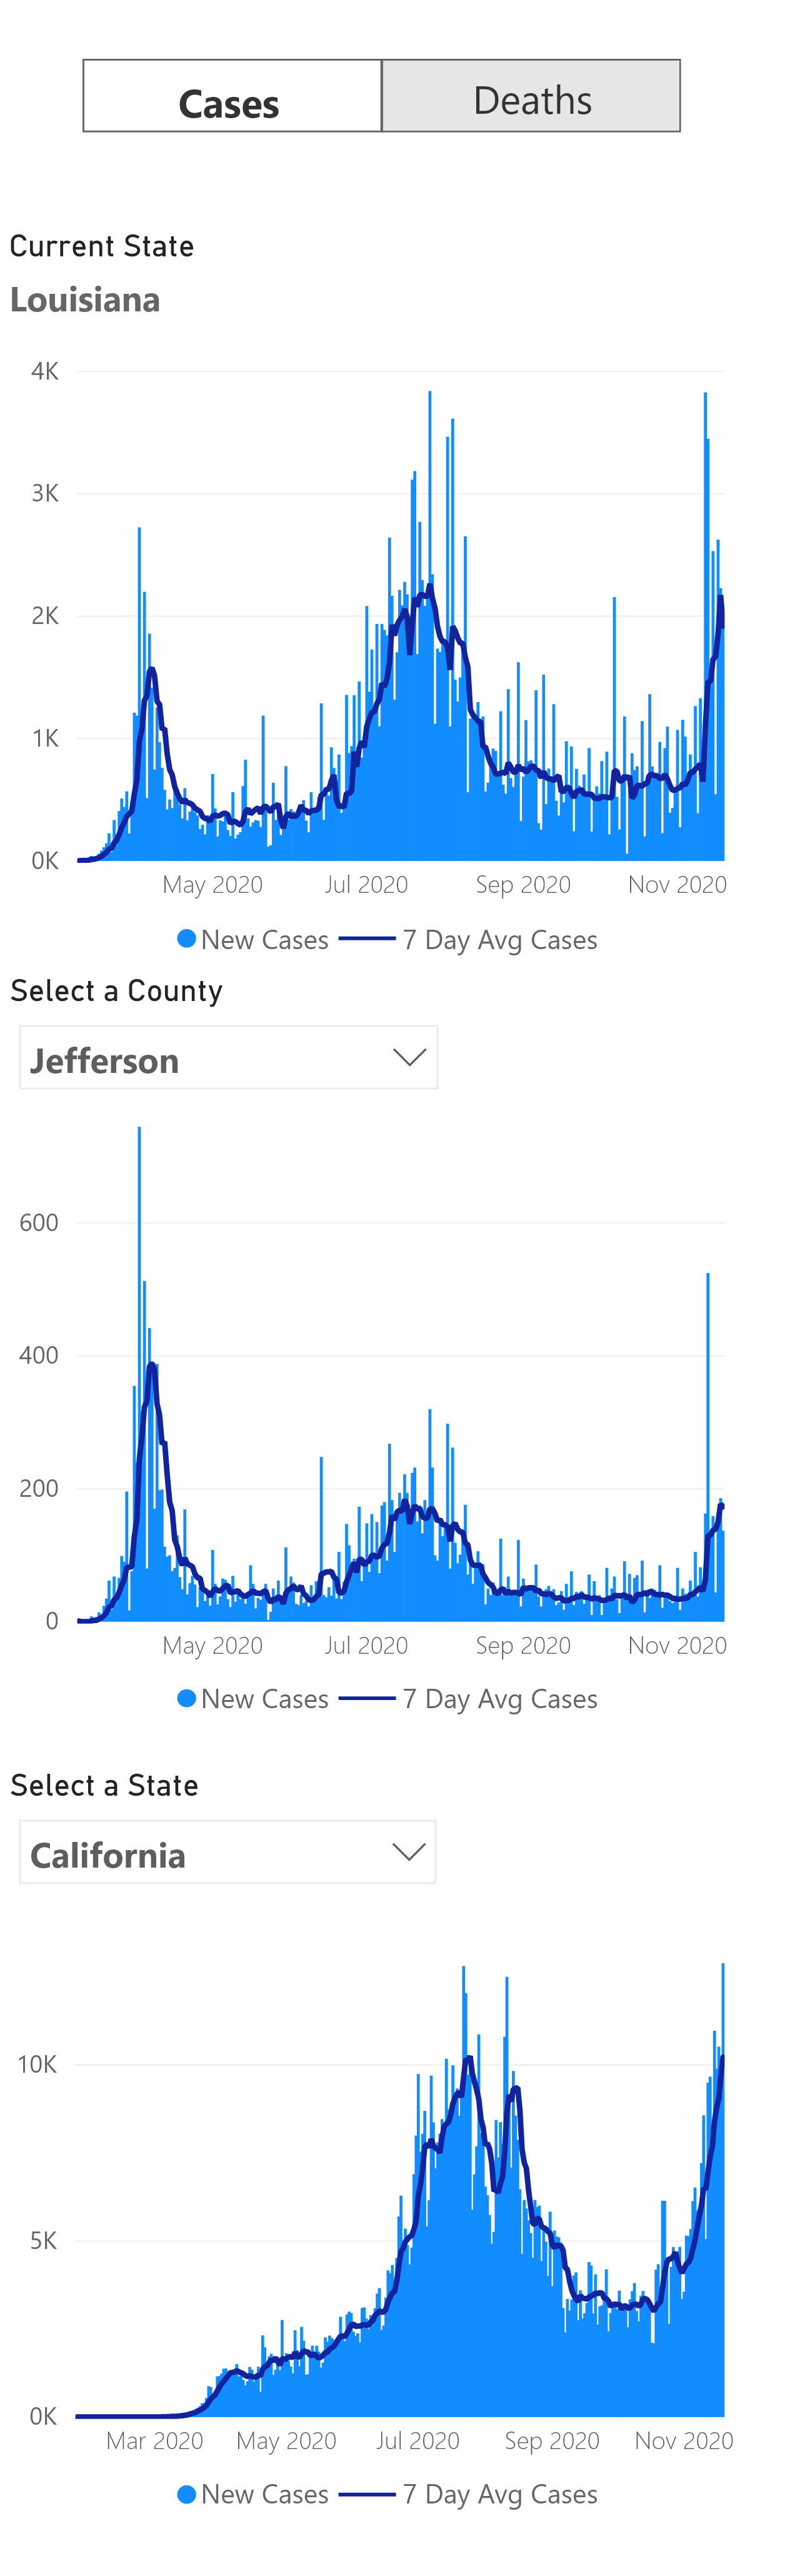 Cases Deaths
Current State
Louisiana
4K
3K
2K
1K
0K
May 2020 Jul 2020 Sep 2020 Nov 2020
New Cases 7 Day Avg Cases
Select a County
Jefferson
600
400
200
0
May 2020 Jul 2020 Sep 2020 Nov 2020
New Cases 7 Day Avg Cases
Select a State
California
10K
5K
0K
Mar 2020 May 2020 Jul 2020 Sep 2020 Nov 2020
New Cases 7 Day Avg Cases